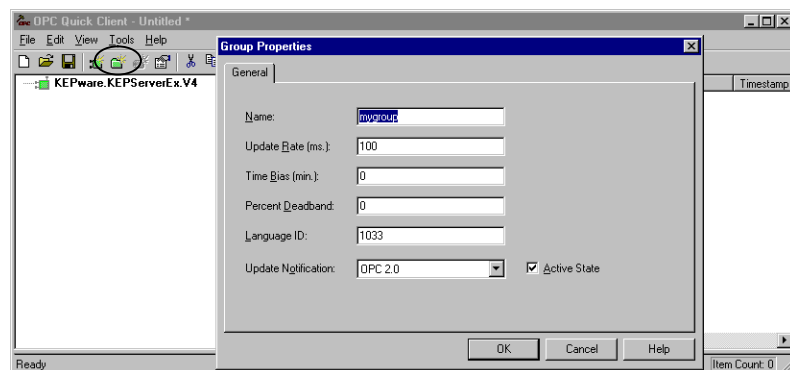 OPC Quick Client - Untitled *
File Edit View Tools Help
KEPware.KEPServerEx.V4
Timestamp
Group Properties
General
Name: mygroup
Update Rate (ms.): 100
Time Bias (min.): 0
Percent Deadband: 0
Language ID: 1033
Update Notification: OPC 2.0 Active State
OK Cancel Help
Ready
Item Count: 0